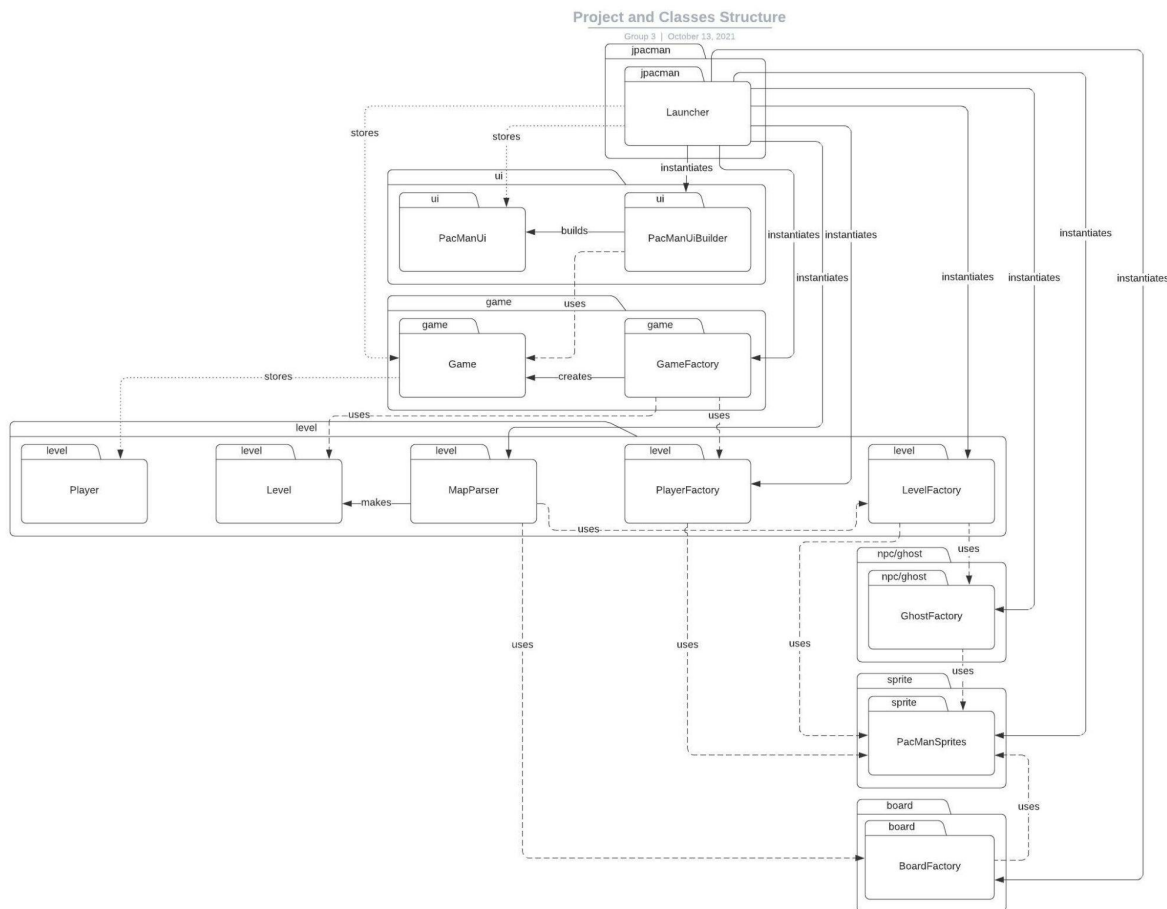 Project and Classes Structure
Group 3 | October 13, 2021
jpacman
jpacman
Launcher
stores
stores
instantiates
ui
ui
ui
PacManUi
builds
PacManUiBuilder
instantiates
instantiates
instantiates
instantiates
instantiates
instantiates
instantiates
uses
game
game
game
Game
GameFactory
stores
creates
uses
uses
level
level
level
level
level
level
Player
Level
MapParser
PlayerFactory
LevelFactory
makes
uses
uses
npc/ghost
npc/ghost
GhostFactory
uses
uses
uses
uses
sprite
sprite
PacManSprites
board
uses
board
BoardFactory